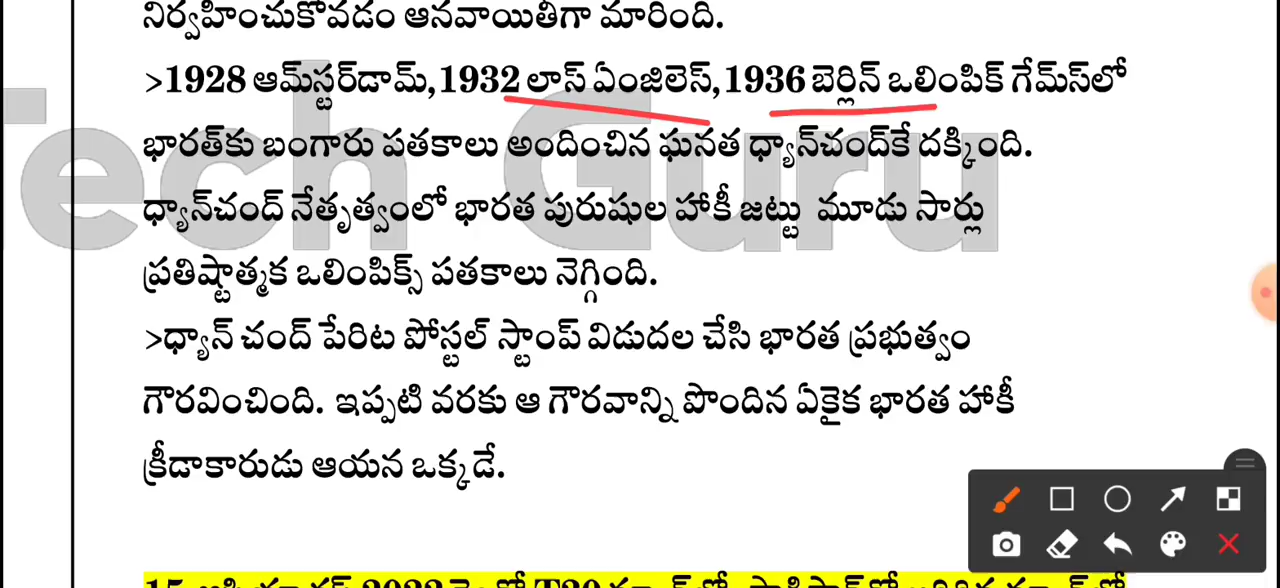 నిర్వహించుకోవడం ఆనవాయితీగా మారింది.
>1928 ఆమ్‌స్టర్‌డామ్,1932 లాస్ ఏంజిలెస్,1936 బెర్లిన్ ఒలింపిక్ గేమ్స్‌లో
భారత్‌కు బంగారు పతకాలు అందించిన ఘనత ధ్యాన్‌చంద్‌కే దక్కింది.
ధ్యాన్‌చంద్ నేతృత్వంలో భారత పురుషుల హాకీ జట్టు మూడు సార్లు
ప్రతిష్టాత్మక ఒలింపిక్స్ పతకాలు నెగ్గింది.
>ధ్యాన్ చంద్ పేరిట పోస్టల్ స్టాంప్ విడుదల చేసి భారత ప్రభుత్వం
గౌరవించింది. ఇప్పటి వరకు ఆ గౌరవాన్ని పొందిన ఏకైక భారత హాకీ
క్రీడాకారుడు ఆయన ఒక్కడే.
Tech Guru